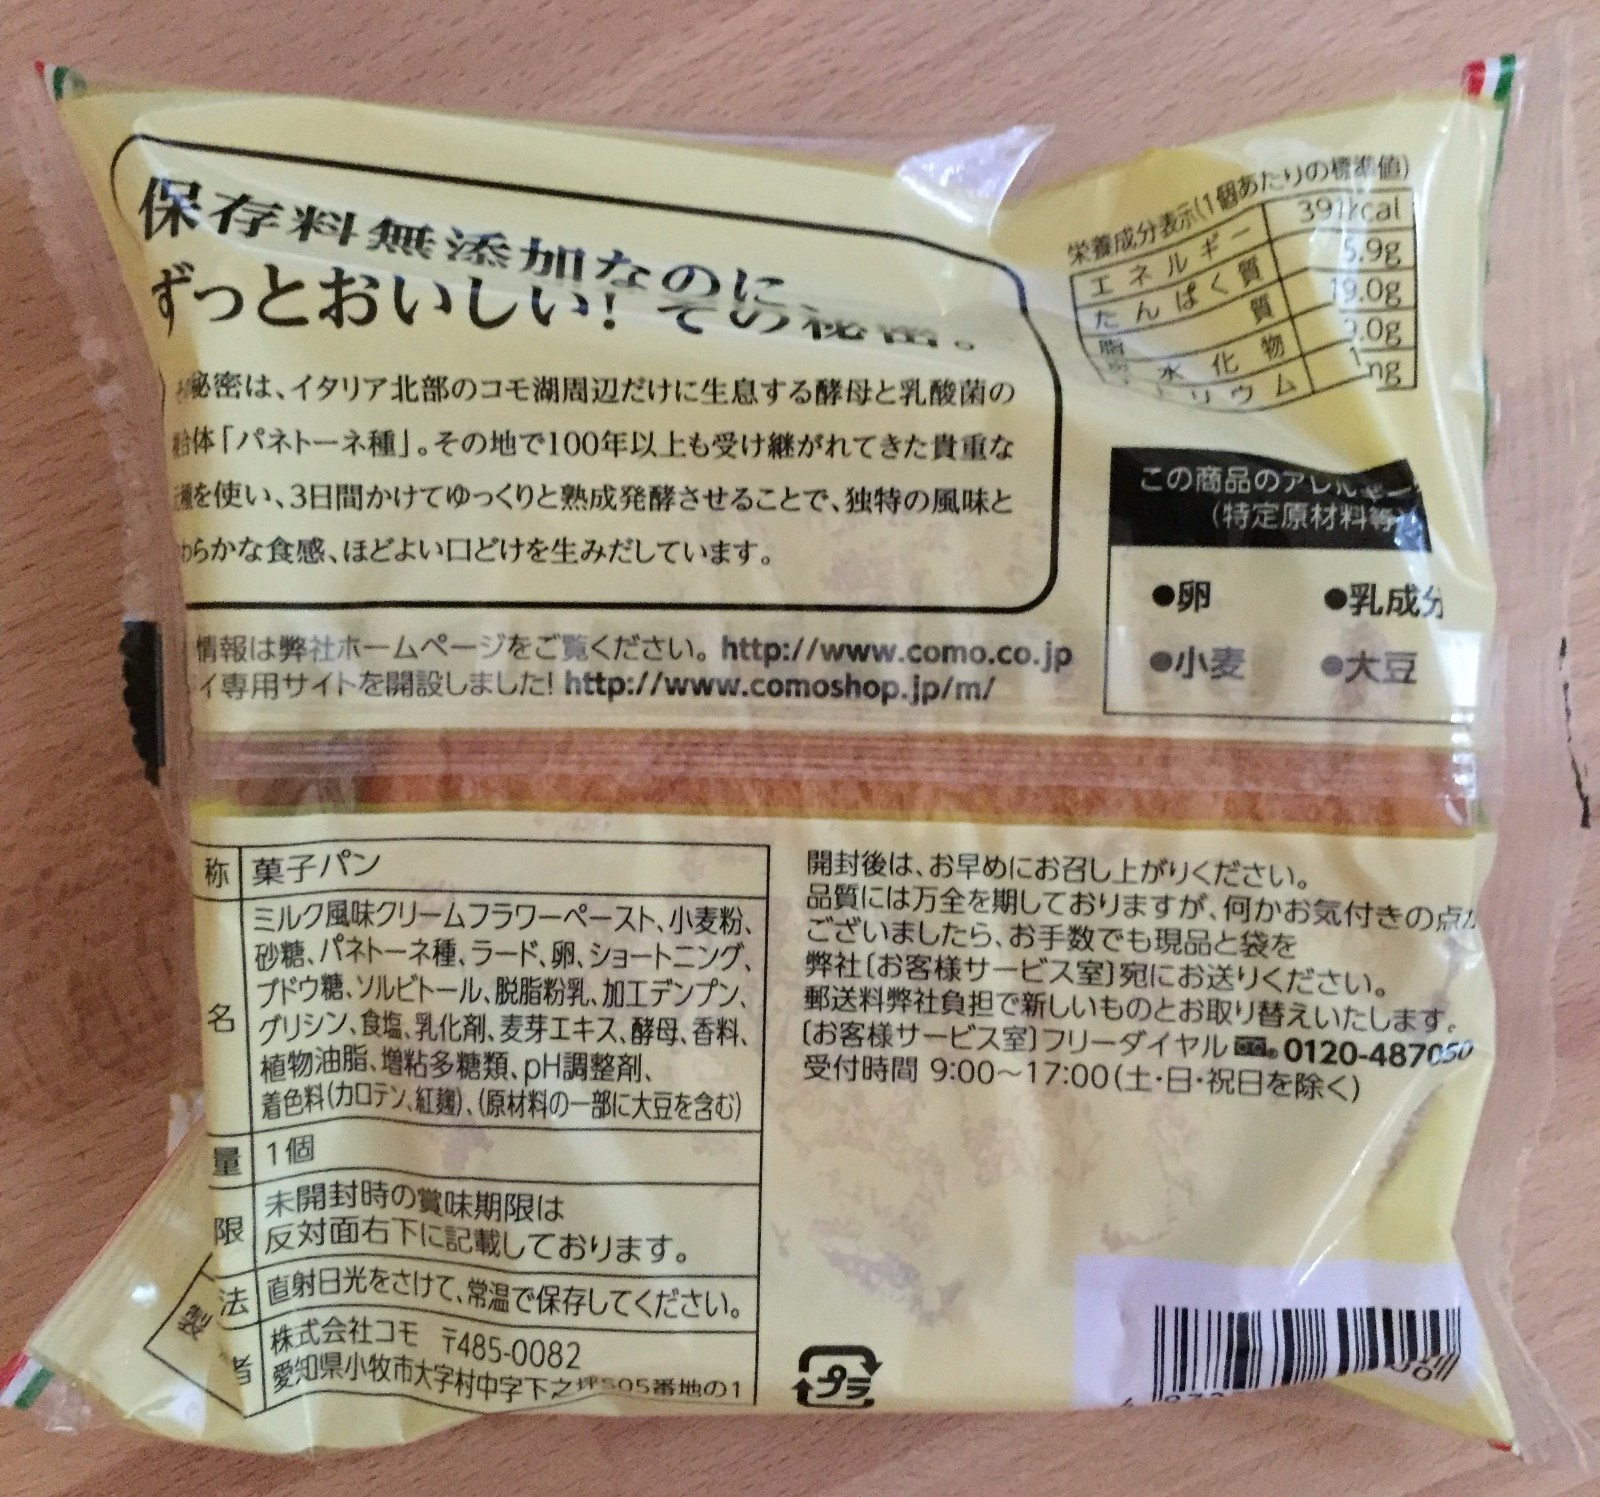 保存料無添加なのに
ずっとおいしい! その秘密。
秘密は、イタリア北部のコモ湖周辺だけに生息する酵母と乳酸菌の
体「パネトーネ種」。その地で100年以上も受け継がれてきた貴重な
を使い、3日間かけてゆっくりと熟成発酵させることで、独特の風味と
らかな食感、ほどよい口どけを生みだしています。
情報は弊社ホームページをご覧ください。http://www.como.co.jp
イ専用サイトを開設しました! http://www.comoshop.jp/m/
栄養成分表示(1個あたりの標準値)
エネルギー 391kcal
たんぱく質 5.9g
脂質 19.0g
水化物 .0g
リウム
この商品のアレルギー
(特定原材料等)
●卵 ●乳成分
●小麦 ●大豆
称 菓子パン
名 ミルク風味クリームフラワーペースト、小麦粉、
砂糖、パネトーネ種、ラード、卵、ショートニング、
ブドウ糖、ソルビトール、脱脂粉乳、加工デンプン、
グリシン、食塩、乳化剤、麦芽エキス、酵母、香料、
植物油脂、増粘多糖類、pH調整剤、
着色料(カロテン、紅麹)、(原材料の一部に大豆を含む)
量 1個
限 未開封時の賞味期限は
反対面右下に記載しております。
法 直射日光をさけて、常温で保存してください。
製 者 株式会社コモ 〒485-0082
愛知県小牧市大字村中字下之坪505番地の1
開封後は、お早めにお召し上がりください。
品質には万全を期しておりますが、何かお気付きの点が
ございましたら、お手数でも現品と袋を
弊社〔お客様サービス室〕宛にお送りください。
郵送料弊社負担で新しいものとお取り替えいたします。
〔お客様サービス室〕フリーダイヤル 0120-487050
受付時間 9:00～17:00(土・日・祝日を除く)
プラ